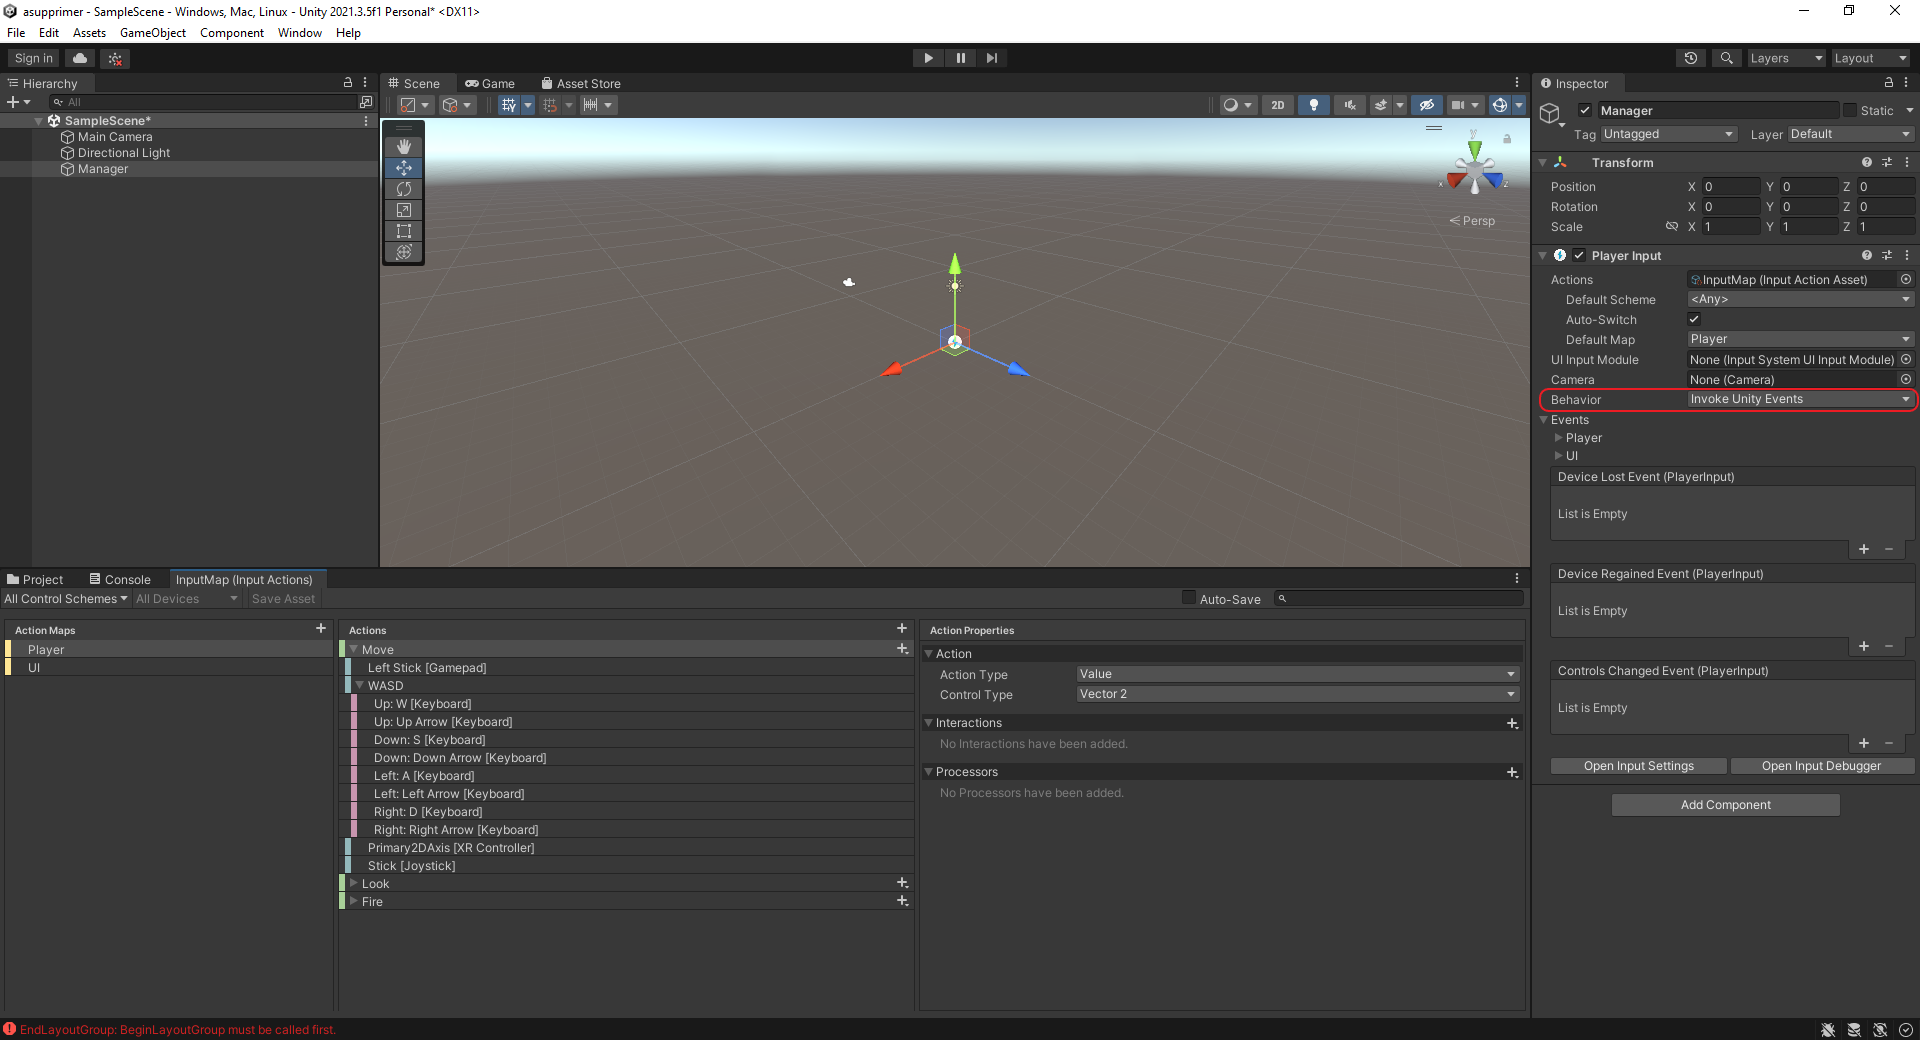 asupprimer - SampleScene - Windows, Mac, Linux - Unity 2021.3.5f1 Personal* <DX11>
File Edit Assets GameObject Component Window Help
Sign in
Layers
Layout
Hierarchy
All
SampleScene*
Main Camera
Directional Light
Manager
Scene
Game
Asset Store
2D
y
x
z
Persp
Inspector
Manager
Static
Tag Untagged
Layer Default
Transform
Position X 0 Y 0 Z 0
Rotation X 0 Y 0 Z 0
Scale X 1 Y 1 Z 1
Player Input
Actions InputMap (Input Action Asset)
Default Scheme <Any>
Auto-Switch
Default Map Player
UI Input Module None (Input System UI Input Module)
Camera None (Camera)
Behavior Invoke Unity Events
Events
Player
UI
Device Lost Event (PlayerInput)
List is Empty
Device Regained Event (PlayerInput)
List is Empty
Controls Changed Event (PlayerInput)
List is Empty
Open Input Settings
Open Input Debugger
Add Component
Project
Console
InputMap (Input Actions)
All Control Schemes
All Devices
Save Asset
Auto-Save
Action Maps
Player
UI
Actions
Move
Left Stick [Gamepad]
WASD
Up: W [Keyboard]
Up: Up Arrow [Keyboard]
Down: S [Keyboard]
Down: Down Arrow [Keyboard]
Left: A [Keyboard]
Left: Left Arrow [Keyboard]
Right: D [Keyboard]
Right: Right Arrow [Keyboard]
Primary2DAxis [XR Controller]
Stick [Joystick]
Look
Fire
Action Properties
Action
Action Type Value
Control Type Vector 2
Interactions
No Interactions have been added.
Processors
No Processors have been added.
EndLayoutGroup: BeginLayoutGroup must be called first.